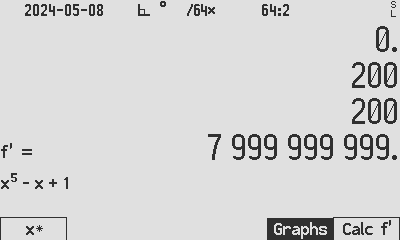 2024-05-08 ∟° /64× 64:2 S L
0.
200
200
f' = 7 999 999 999.
x⁵ - x + 1
x* Graphs Calc f'